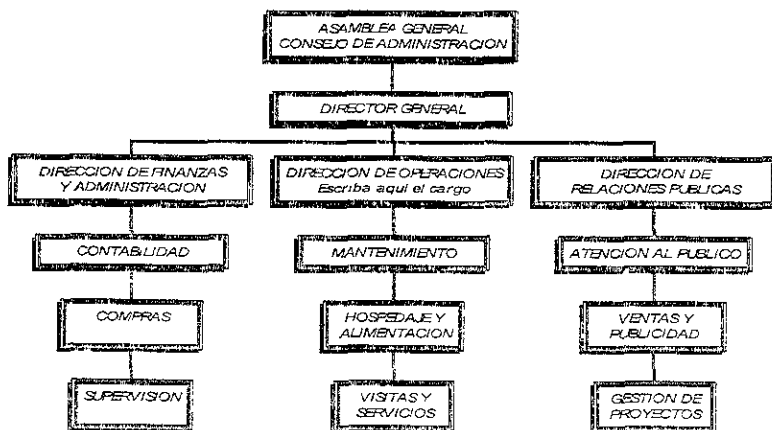 ASAMBLEA GENERAL
CONSEJO DE ADMINISTRACION
DIRECTOR GENERAL
DIRECCION DE FINANZAS
Y ADMINISTRACION
DIRECCION DE OPERACIONES
Escriba aquí el cargo
DIRECCION DE
RELACIONES PUBLICAS
CONTABILIDAD
MANTENIMIENTO
ATENCION AL PUBLICO
COMPRAS
HOSPEDAJE Y
ALIMENTACION
VENTAS Y
PUBLICIDAD
SUPERVISION
VISITAS Y
SERVICIOS
GESTION DE
PROYECTOS